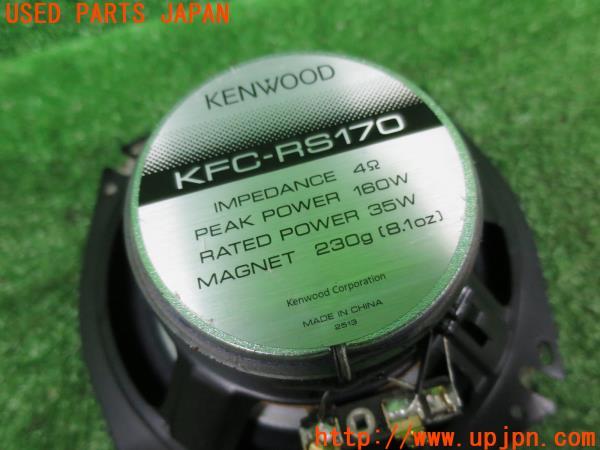 USED PARTS JAPAN
KENWOOD
KFC-RS170
IMPEDANCE 4Ω
PEAK POWER 160W
RATED POWER 35W
MAGNET 230g (8.1oz)
Kenwood Corporation
MADE IN CHINA
2513
www.upjpn.com